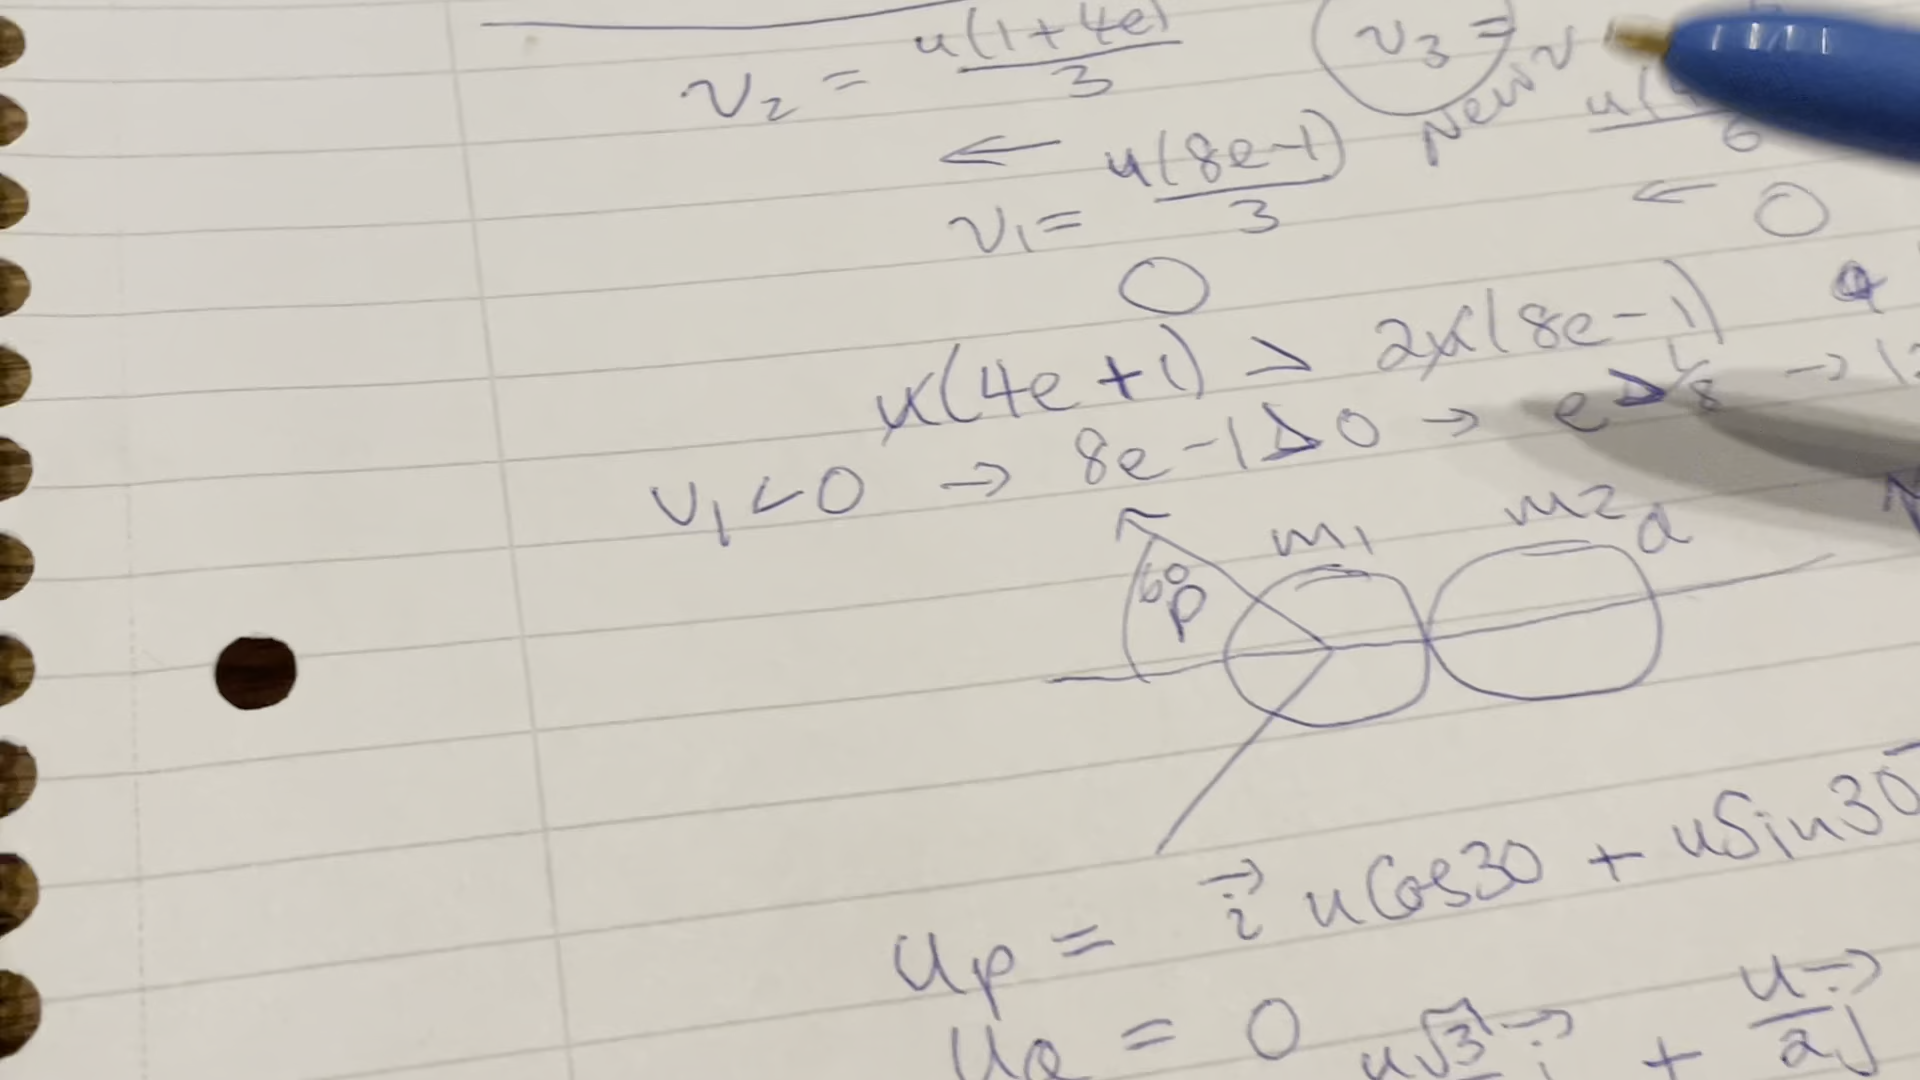 v₂ = u(1+4e)/3
v₃ =
New v
← u(8e-1)/3
v₁ =
←
0
0
u(4e+1) > 2u(8e-1)
v₁<0 → 8e-1>0 → e>1/8 →
m₁
m2
Q
60
P
up = i u Cos30 + u Sin30
uQ = 0
u√3 i + u/2 j